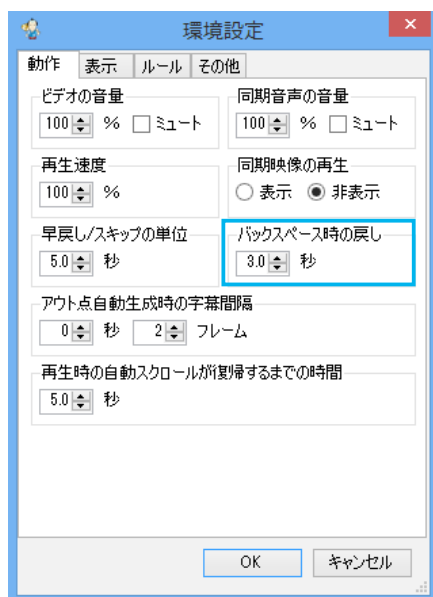 環境設定
動作 表示 ルール その他
ビデオの音量 同期音声の音量
100 % ミュート 100 % ミュート
再生速度 同期映像の再生
100 % 表示 非表示
早戻し/スキップの単位 バックスペース時の戻し
5.0 秒 3.0 秒
アウト点自動生成時の字幕間隔
0 秒 2 フレーム
再生時の自動スクロールが復帰するまでの時間
5.0 秒
OK キャンセル